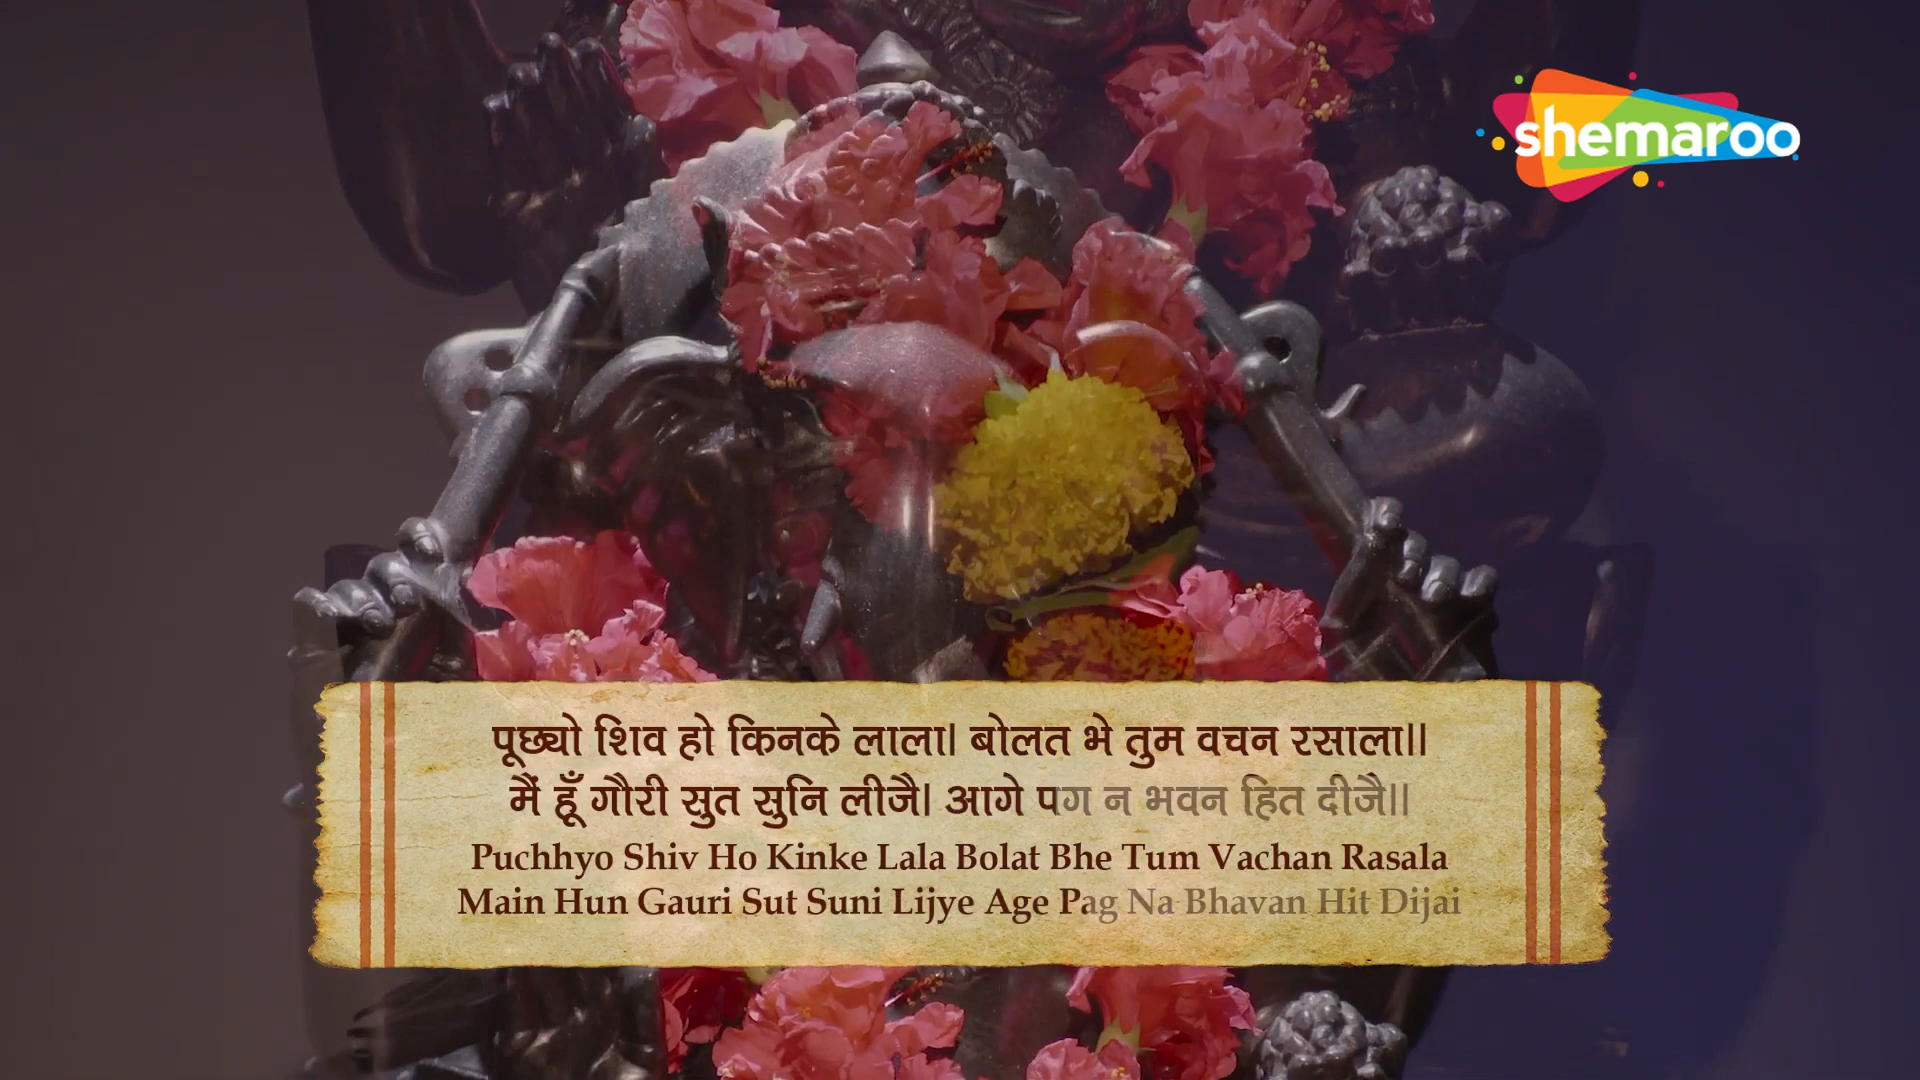 shemaroo
पूछ्यो शिव हो किनके लाला। बोलत भे तुम वचन रसाला।।
मैं हूँ गौरी सुत सुनि लीजै। आगे पग न भवन हित दीजै।।
Puchhyo Shiv Ho Kinke Lala Bolat Bhe Tum Vachan Rasala
Main Hun Gauri Sut Suni Lijye Age Pag Na Bhavan Hit Dijai